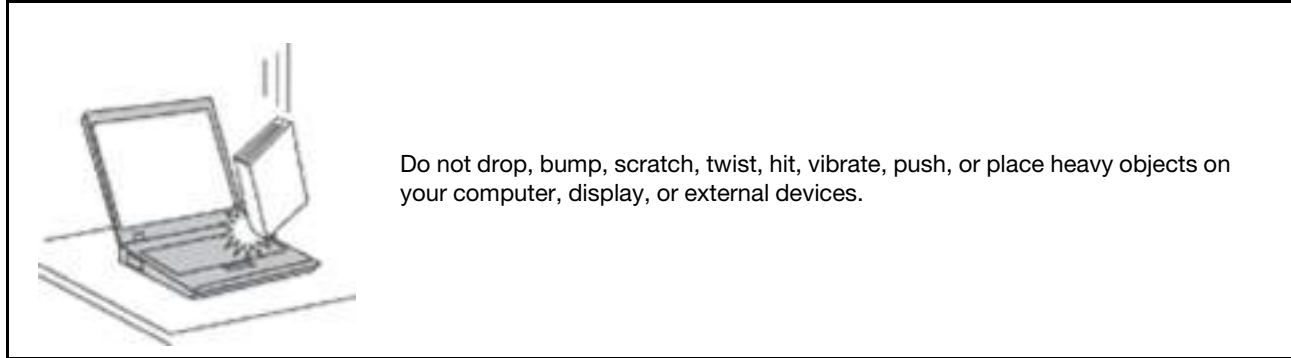 Do not drop, bump, scratch, twist, hit, vibrate, push, or place heavy objects on
your computer, display, or external devices.